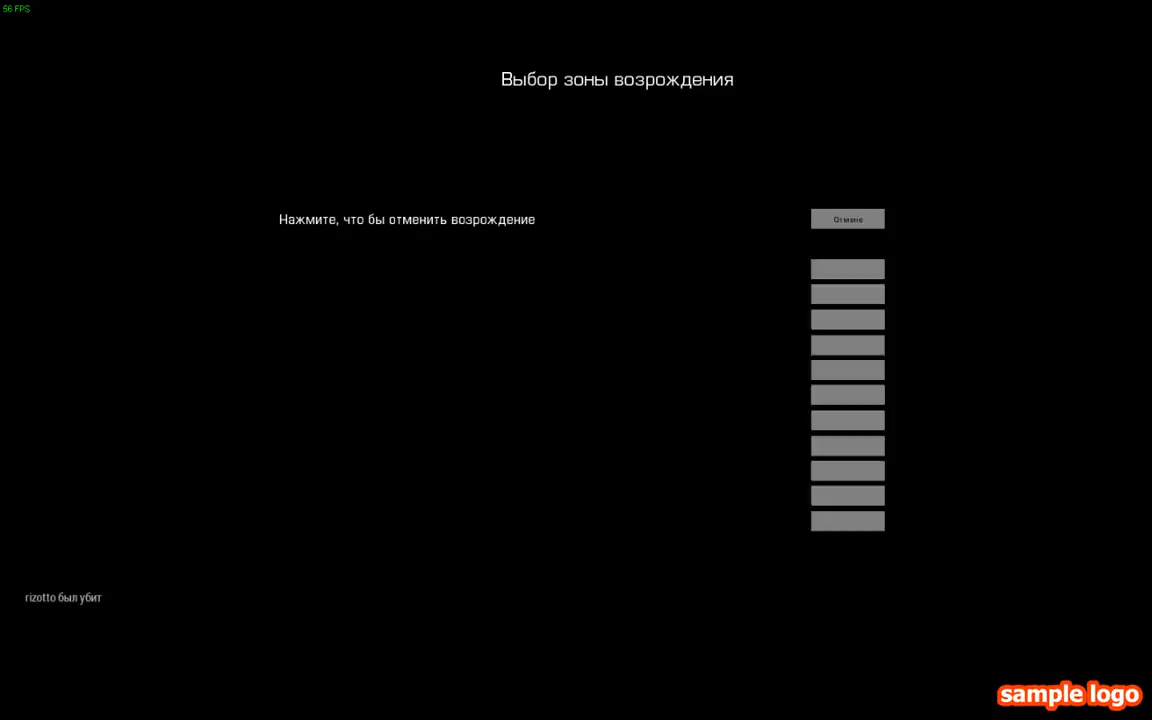 56 FPS
Выбор зоны возрождения
Нажмите, что бы отменить возрождение
Отмена
rizotto был убит
sample logo